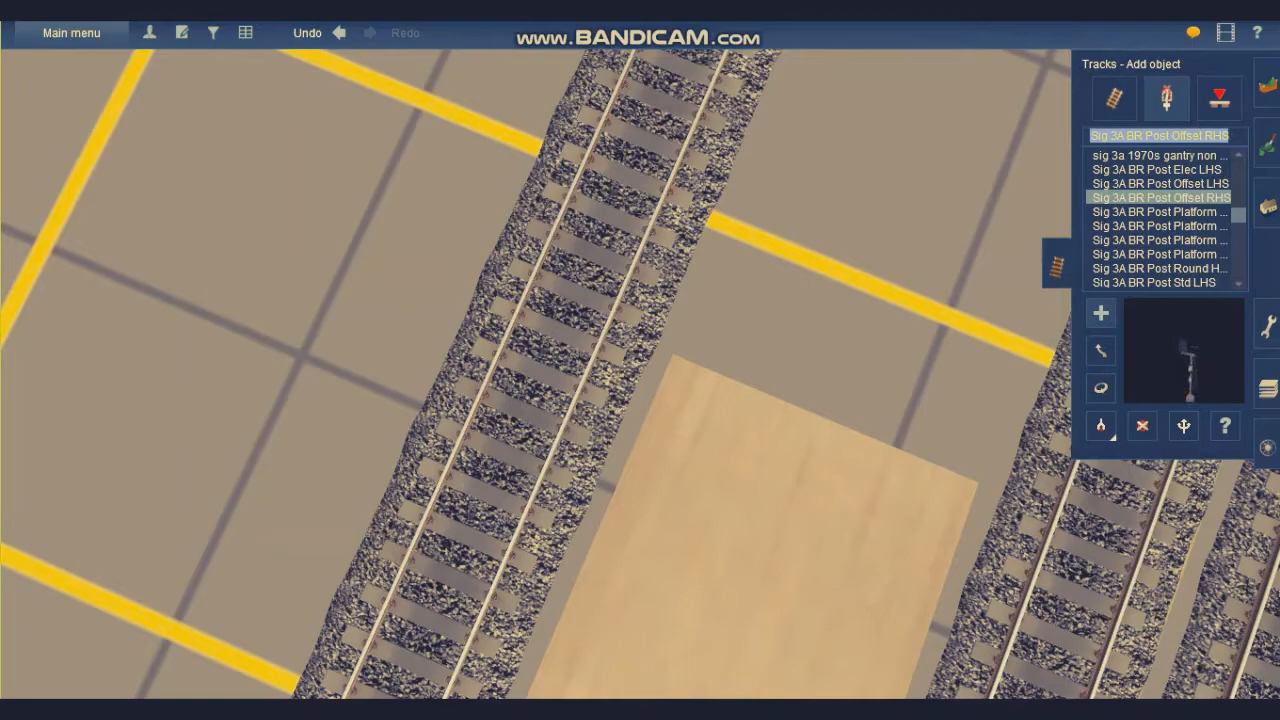 Main menu
Undo
Redo
www.BANDICAM.com
?
Tracks - Add object
Sig 3A BR Post Offset RHS
sig 3a 1970s gantry non ...
Sig 3A BR Post Elec LHS
Sig 3A BR Post Offset LHS
Sig 3A BR Post Offset RHS
Sig 3A BR Post Platform ...
Sig 3A BR Post Platform ...
Sig 3A BR Post Platform ...
Sig 3A BR Post Platform ...
Sig 3A BR Post Round H...
Sig 3A BR Post Std LHS
?